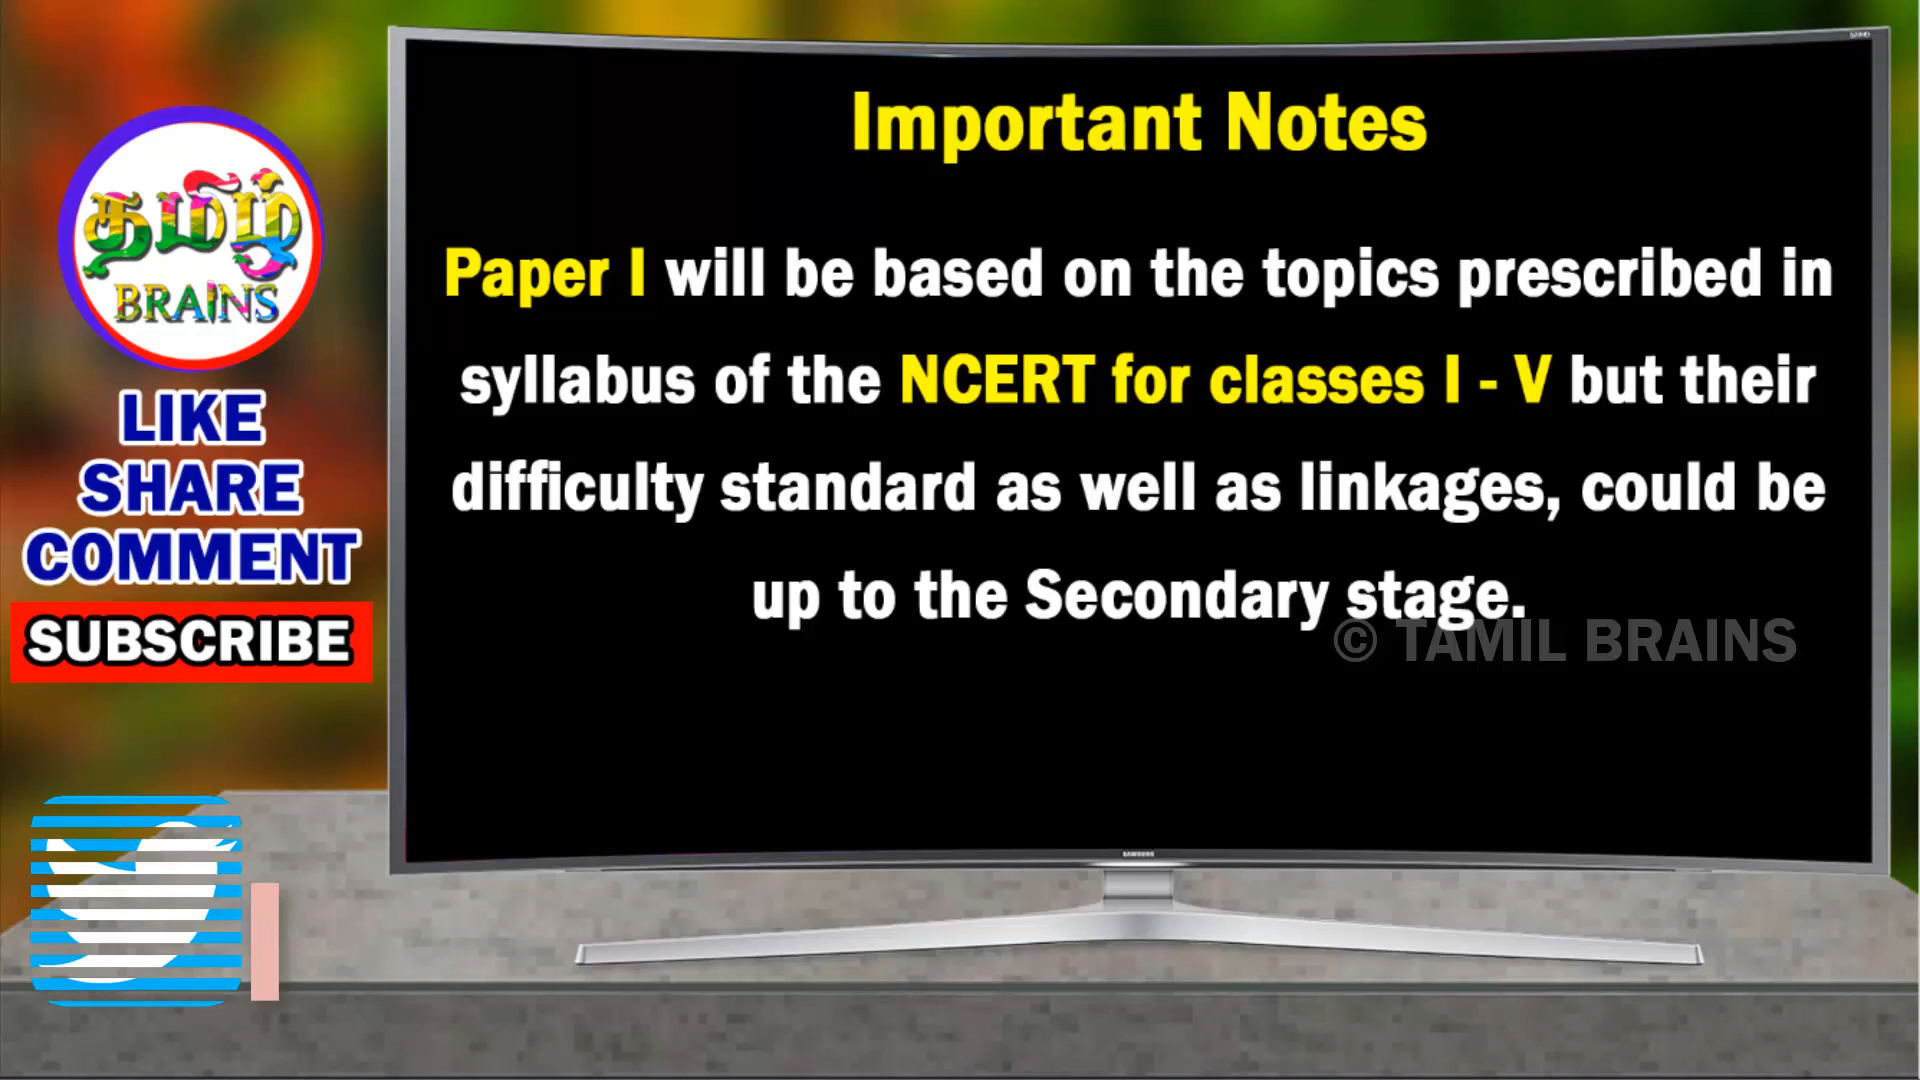 Important Notes
Paper I will be based on the topics prescribed in
syllabus of the NCERT for classes I - V but their
difficulty standard as well as linkages, could be
up to the Secondary stage.
© TAMIL BRAINS
தமிழ்
BRAINS
LIKE
SHARE
COMMENT
SUBSCRIBE
SAMSUNG